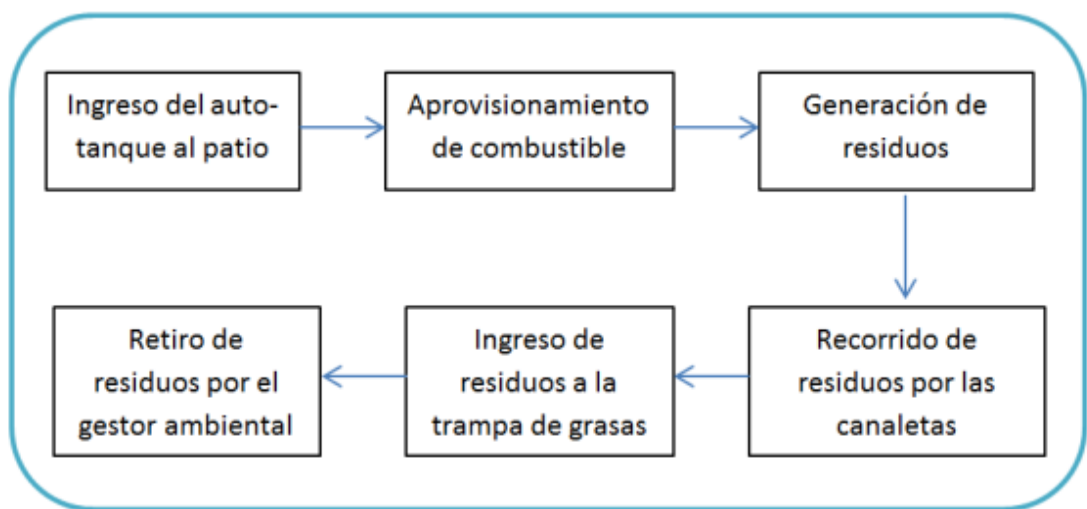 Ingreso del auto-
tanque al patio
Aprovisionamiento
de combustible
Generación de
residuos
Recorrido de
residuos por las
canaletas
Ingreso de
residuos a la
trampa de grasas
Retiro de
residuos por el
gestor ambiental